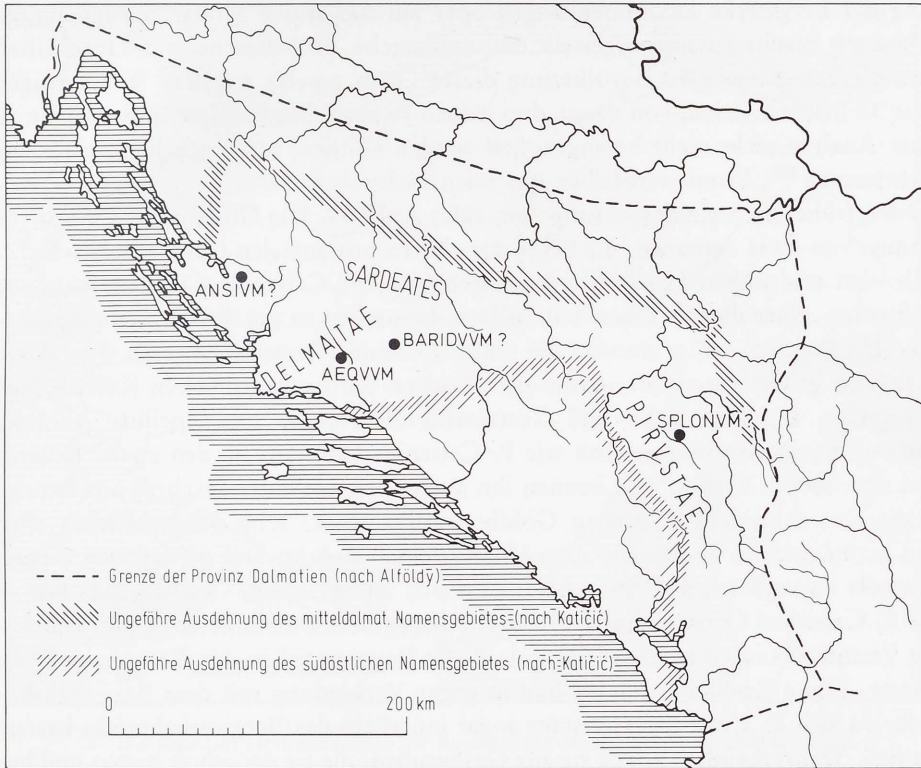 SARDEATES
ANSIVM?
DELMATAE
BARIDVVM ?
AEQVVM
PIRVSTAE
SPLONVM?
Grenze der Provinz Dalmatien (nach Alföldy)
Ungefähre Ausdehnung des mitteldalmat. Namensgebietes (nach Katičić)
Ungefähre Ausdehnung des südöstlichen Namensgebietes (nach Katičić)
0 200 km